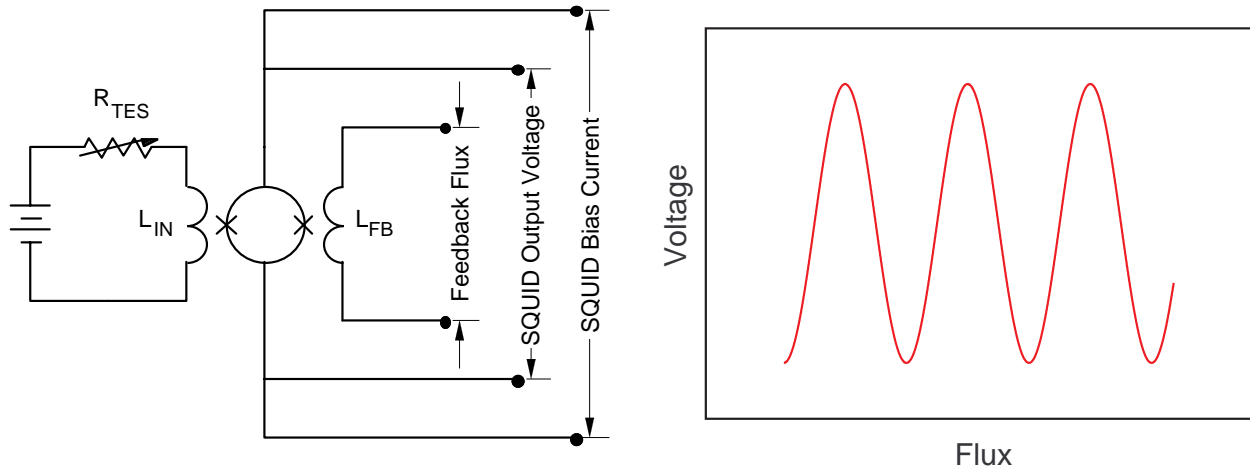 R_TES
L_IN
L_FB
Feedback Flux
SQUID Output Voltage
SQUID Bias Current
Voltage
Flux